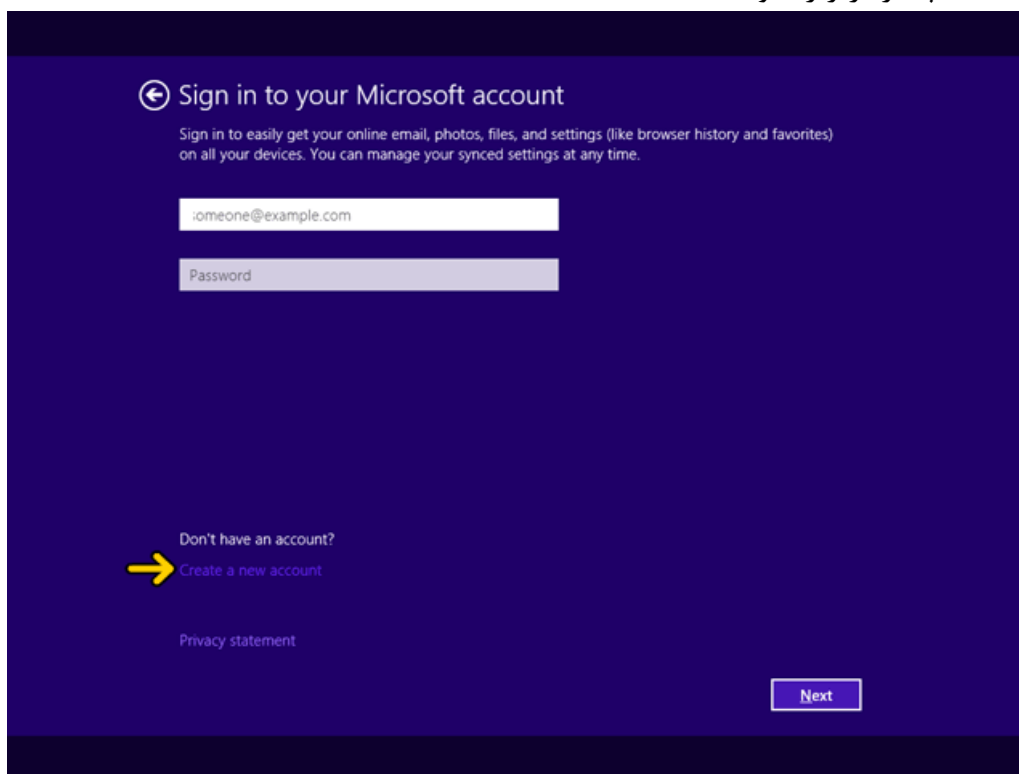 Sign in to your Microsoft account
Sign in to easily get your online email, photos, files, and settings (like browser history and favorites)
on all your devices. You can manage your synced settings at any time.
someone@example.com
Password
Don't have an account?
Create a new account
Privacy statement
Next